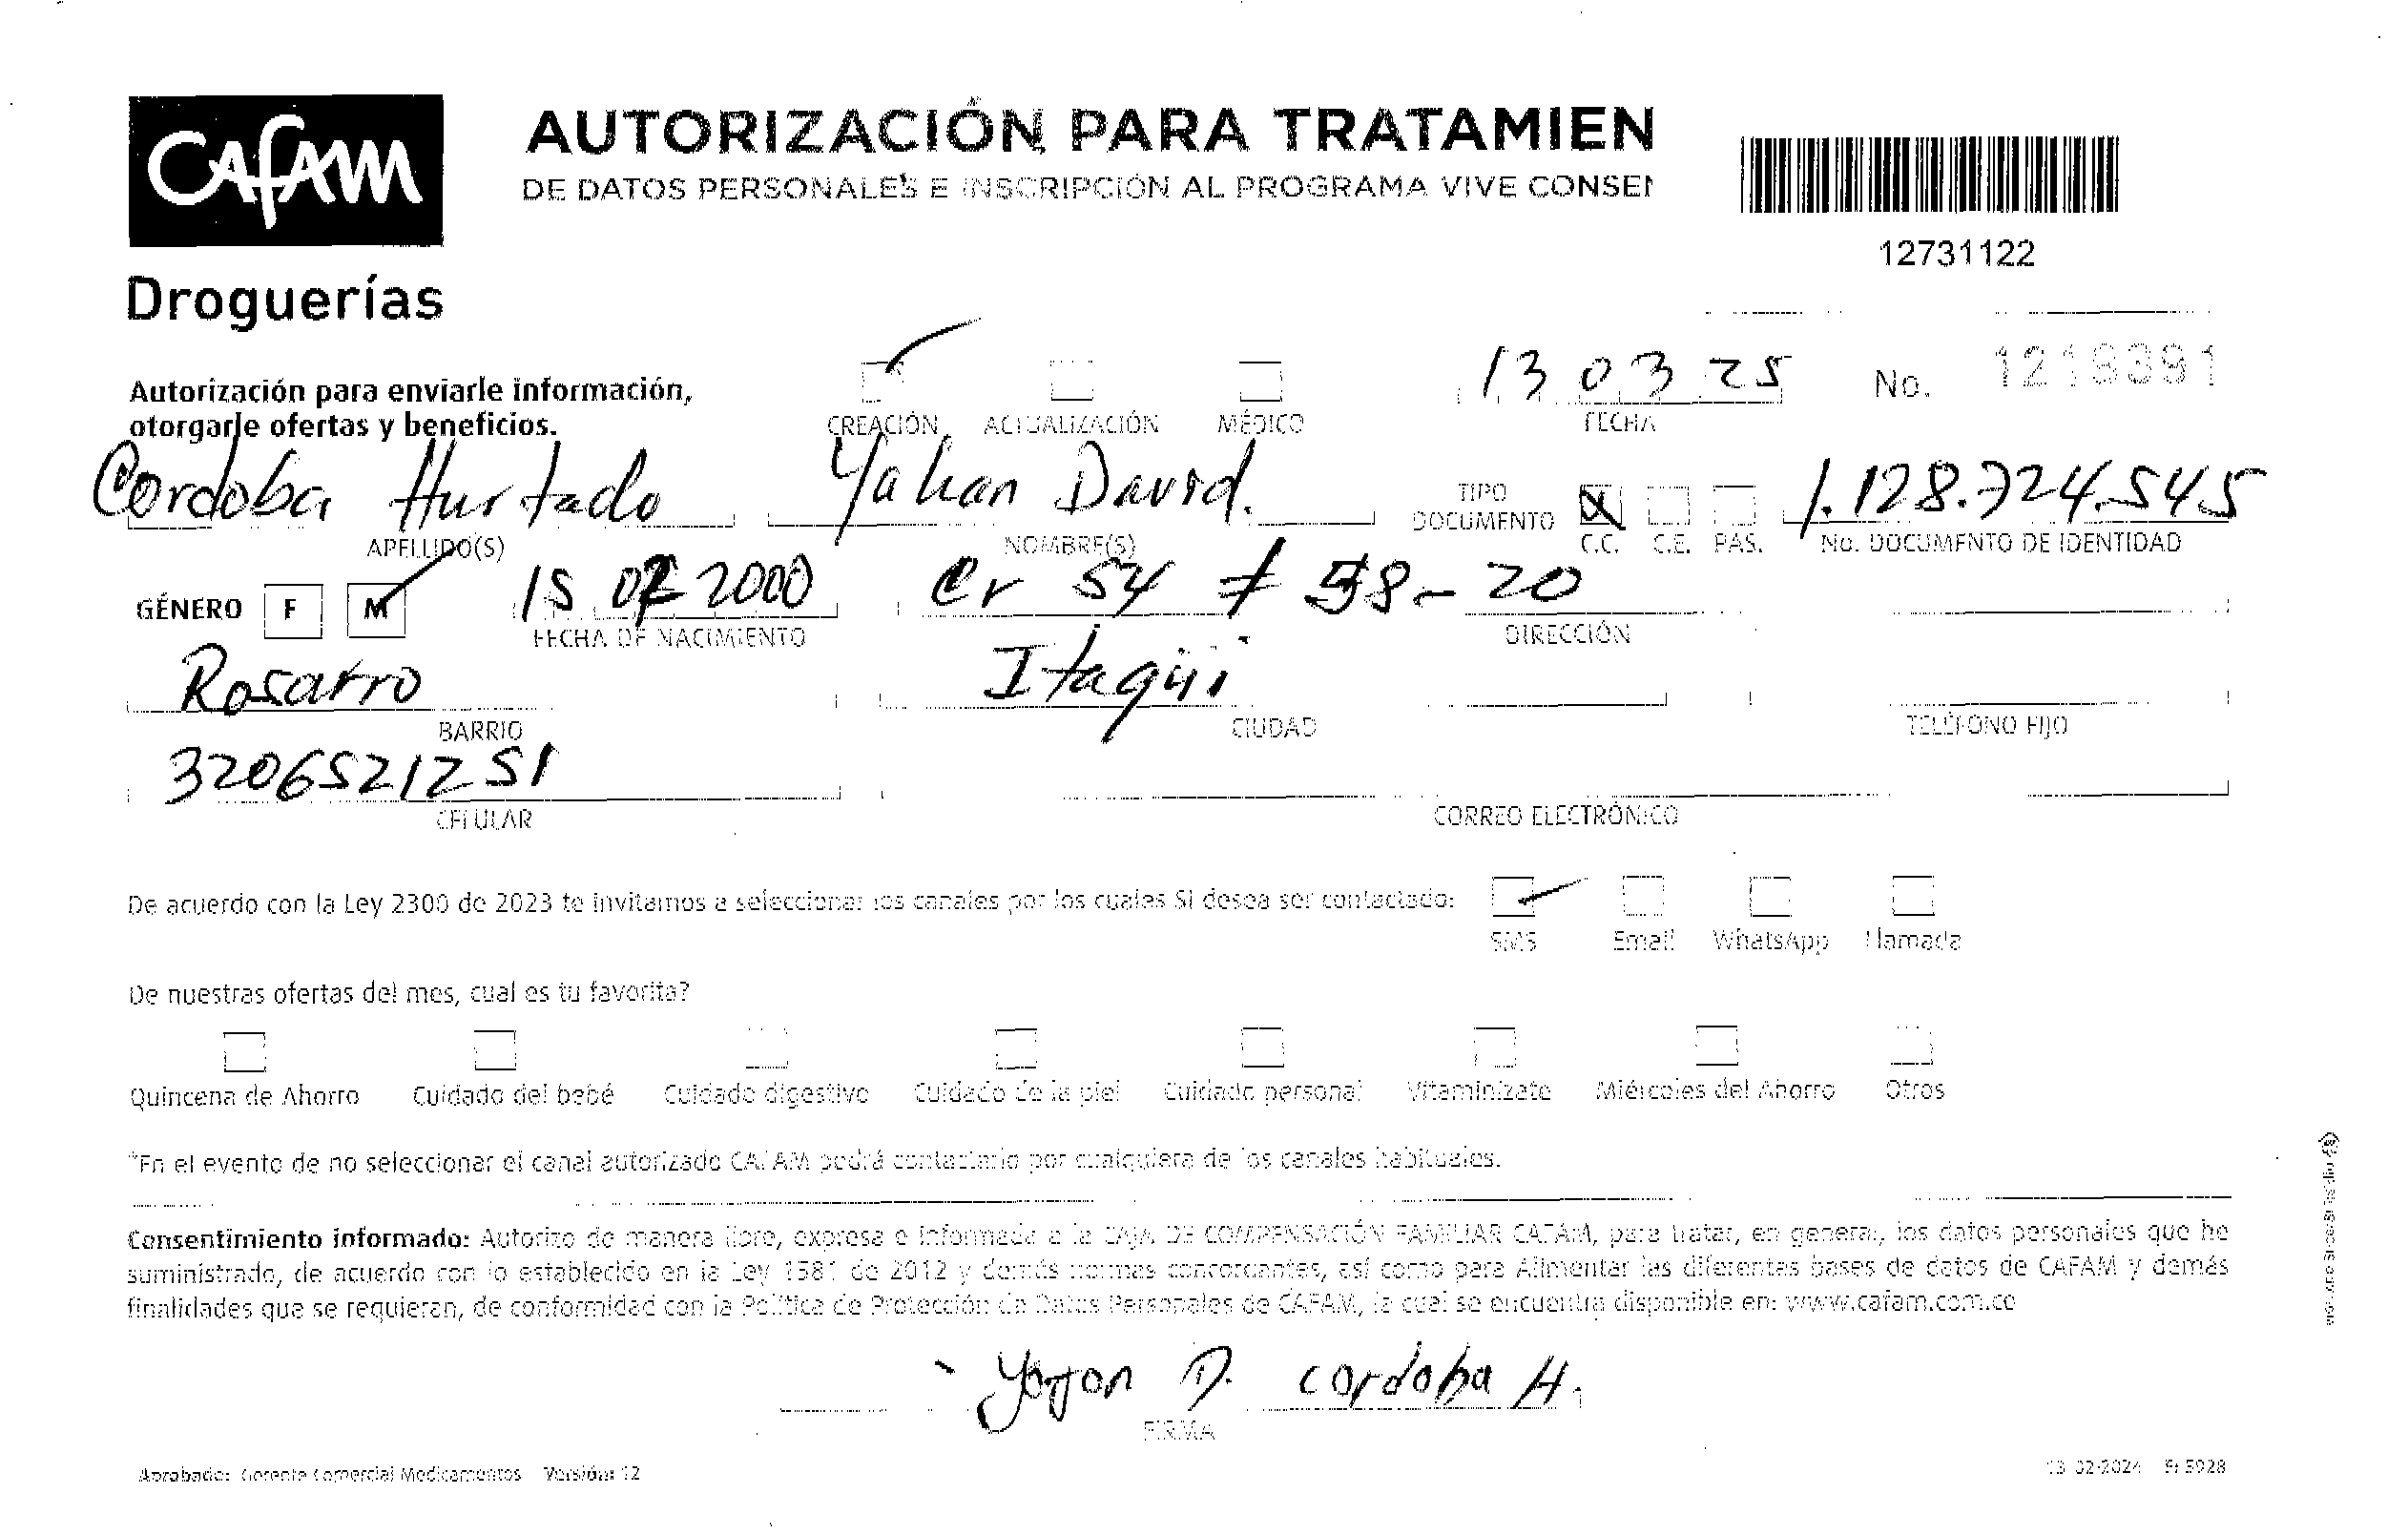 CAFAM
Droguerías
AUTORIZACIÓN PARA TRATAMIEN
DE DATOS PERSONALES E INSCRIPCIÓN AL PROGRAMA VIVE CONSEN
12731122
Autorización para enviarle información,
otorgarle ofertas y beneficios.
CREACIÓN ACTUALIZACIÓN MÉDICO
13 03 25
FECHA
No. 1219391
Cordoba Hurtado Yahan David.
APELLIDO(S) NOMBRE(S)
TIPO
DOCUMENTO
C.C. C.E. PAS.
1.128.724.545
No. DOCUMENTO DE IDENTIDAD
GÉNERO F M
15 07 2000
FECHA DE NACIMIENTO
Cr 54 # 58-20
DIRECCIÓN
Rosario Itagüi
BARRIO CIUDAD TELÉFONO FIJO
3206521251
CELULAR CORREO ELECTRÓNICO
De acuerdo con la Ley 2300 de 2023 te invitamos a seleccionar los canales por los cuales SI desea ser contactado:
SMS Email WhatsApp Llamada
De nuestras ofertas del mes, cual es tu favorita?
Quincena de Ahorro Cuidado del bebé Cuidado digestivo Cuidado de la piel Cuidado personal Vitaminízate Miércoles del Ahorro Otros
*En el evento de no seleccionar el canal autorizado CAFAM podrá contactarlo por cualquiera de los canales habituales.
Consentimiento informado: Autorizo de manera libre, expresa e informada a la CAJA DE COMPENSACIÓN FAMILIAR CAFAM, para tratar, en general, los datos personales que he
suministrado, de acuerdo con lo establecido en la Ley 1581 de 2012 y demás normas concordantes, así como para Alimentar las diferentes bases de datos de CAFAM y demás
finalidades que se requieran, de conformidad con la Política de Protección de Datos Personales de CAFAM, la cual se encuentra disponible en: www.cafam.com.co
Yojan D. cordoba H.
FIRMA
Aprobado: Gerente Comercial Medicamentos Versión: 12
13-02-2024 Ft 5928